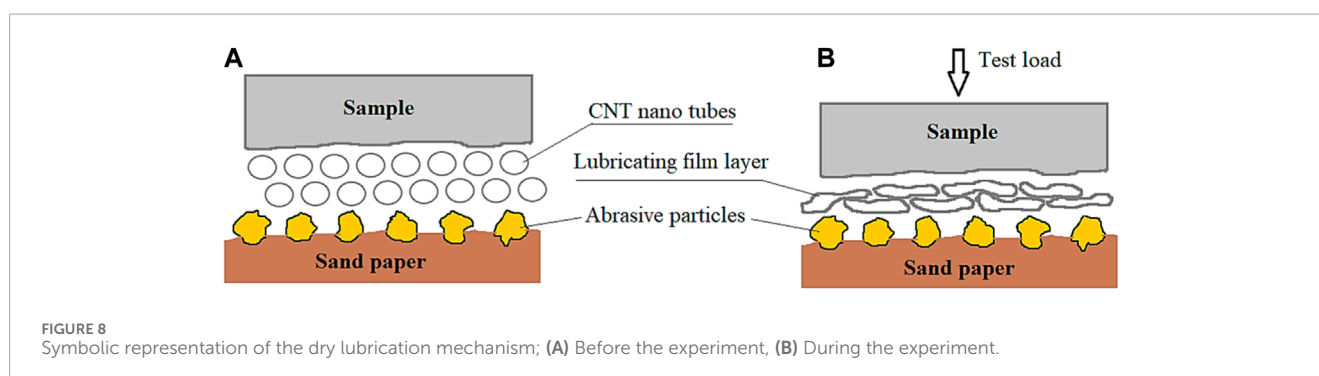 A
B
Test load
Sample
CNT nano tubes
Sample
Lubricating film layer
Abrasive particles
Sand paper
Sand paper
FIGURE 8
Symbolic representation of the dry lubrication mechanism; (A) Before the experiment, (B) During the experiment.